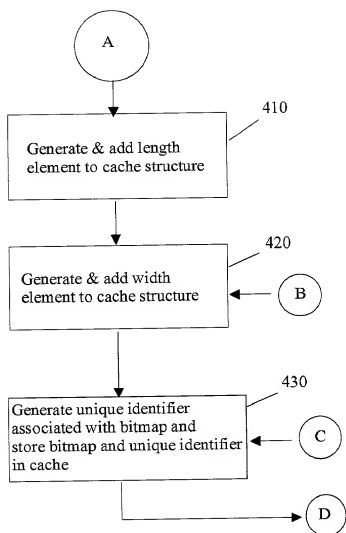 A
410
Generate & add length
element to cache structure
420
Generate & add width
element to cache structure
B
430
Generate unique identifier
associated with bitmap and
store bitmap and unique identifier
in cache
C
D